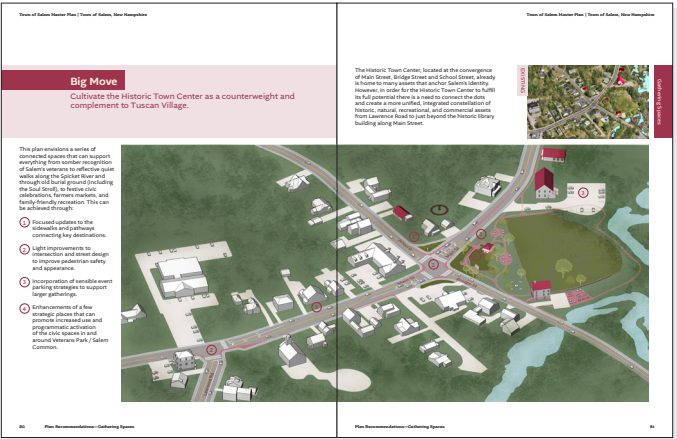 Town of Salem Master Plan | Town of Salem, New Hampshire
Big Move
Cultivate the Historic Town Center as a counterweight and
complement to Tuscan Village.
This plan envisions a series of
connected spaces that can support
everything from somber recognition
of Salem's veterans to reflective quiet
walks along the Spicket River and
through old burial ground (including
the Soul Stroll), to festive civic
celebrations, farmers markets, and
family-friendly recreation. This can
be achieved through:
1 Focused updates to the
sidewalks and pathways
connecting key destinations.
2 Light improvements to
intersection and street design
to improve pedestrian safety
and appearance.
3 Incorporation of sensible event
parking strategies to support
larger gatherings.
4 Enhancements of a few
strategic places that can
promote increased use and
programmatic activation
of the civic spaces in and
around Veterans Park / Salem
Common.
80 Plan Recommendations—Gathering Spaces
Town of Salem Master Plan | Town of Salem, New Hampshire
The Historic Town Center, located at the convergence
of Main Street, Bridge Street and School Street, already
is home to many assets that anchor Salem's identity.
However, in order for the Historic Town Center to fulfill
its full potential there is a need to connect the dots
and create a more unified, integrated constellation of
historic, natural, recreational, and commercial assets
from Lawrence Road to just beyond the historic library
building along Main Street.
EXISTING
Gathering Spaces
3
2
2
Plan Recommendations—Gathering Spaces 81